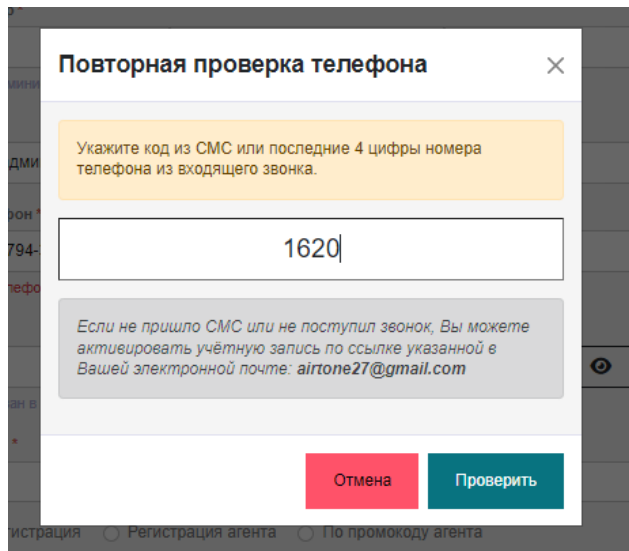 Повторная проверка телефона
Укажите код из СМС или последние 4 цифры номера
телефона из входящего звонка.
1620
Если не пришло СМС или не поступил звонок, Вы можете
активировать учётную запись по ссылке указанной в
Вашей электронной почте: airtone27@gmail.com
Отмена
Проверить
Регистрация агента
По промокоду агента